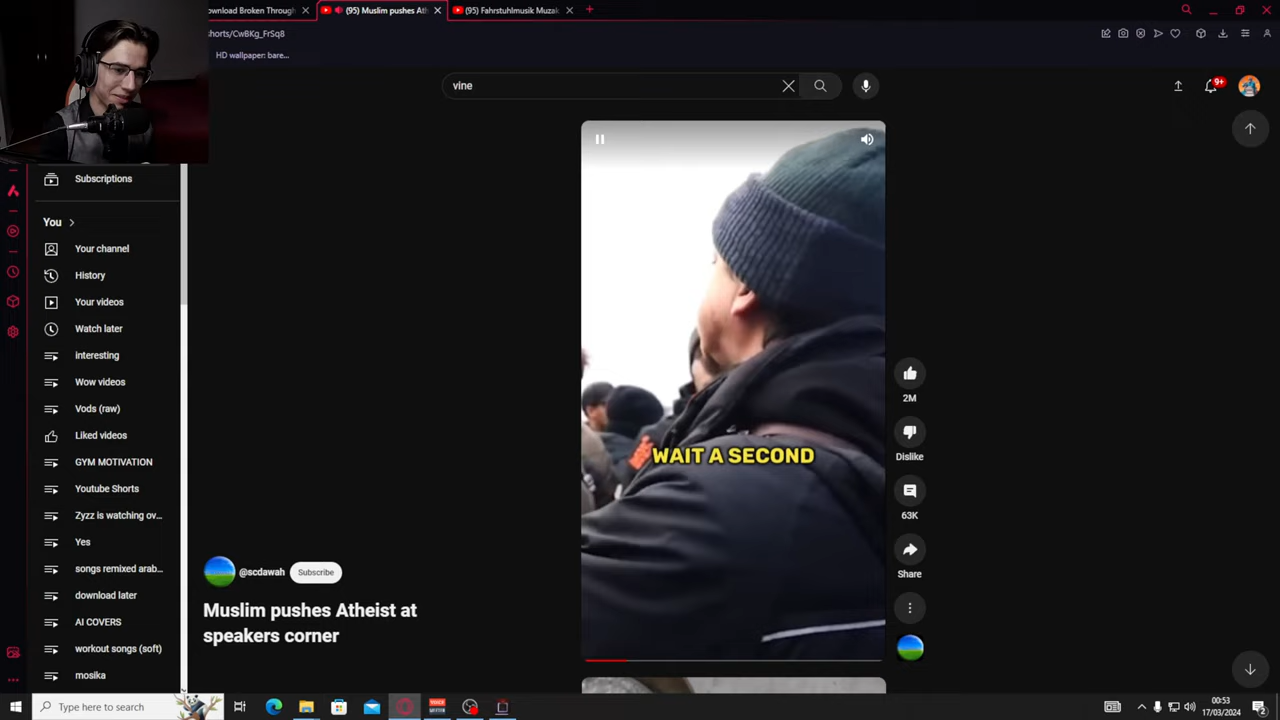 ownload Broken Through
(95) Muslim pushes Ath
(95) Fahrstuhlmusik Muzak
horts/CwBKg_FrSq8
HD wallpaper: bare...
vine
9+
Subscriptions
You
Your channel
History
Your videos
Watch later
interesting
Wow videos
Vods (raw)
Liked videos
GYM MOTIVATION
Youtube Shorts
Zyzz is watching ov...
Yes
songs remixed arab...
download later
AI COVERS
workout songs (soft)
mosika
WAIT A SECOND
2M
Dislike
63K
Share
@scdawah
Subscribe
Muslim pushes Atheist at
speakers corner
Type here to search
00:53
17/03/2024
2